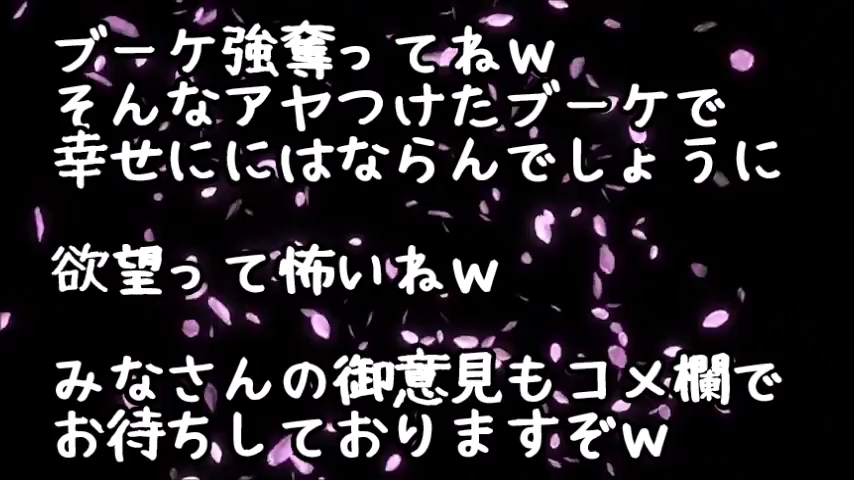 ブーケ強奪ってねw
そんなアヤつけたブーケで
幸せににはならんでしょうに
欲望って怖いねw
みなさんの御意見もコメ欄で
お待ちしておりますぞw